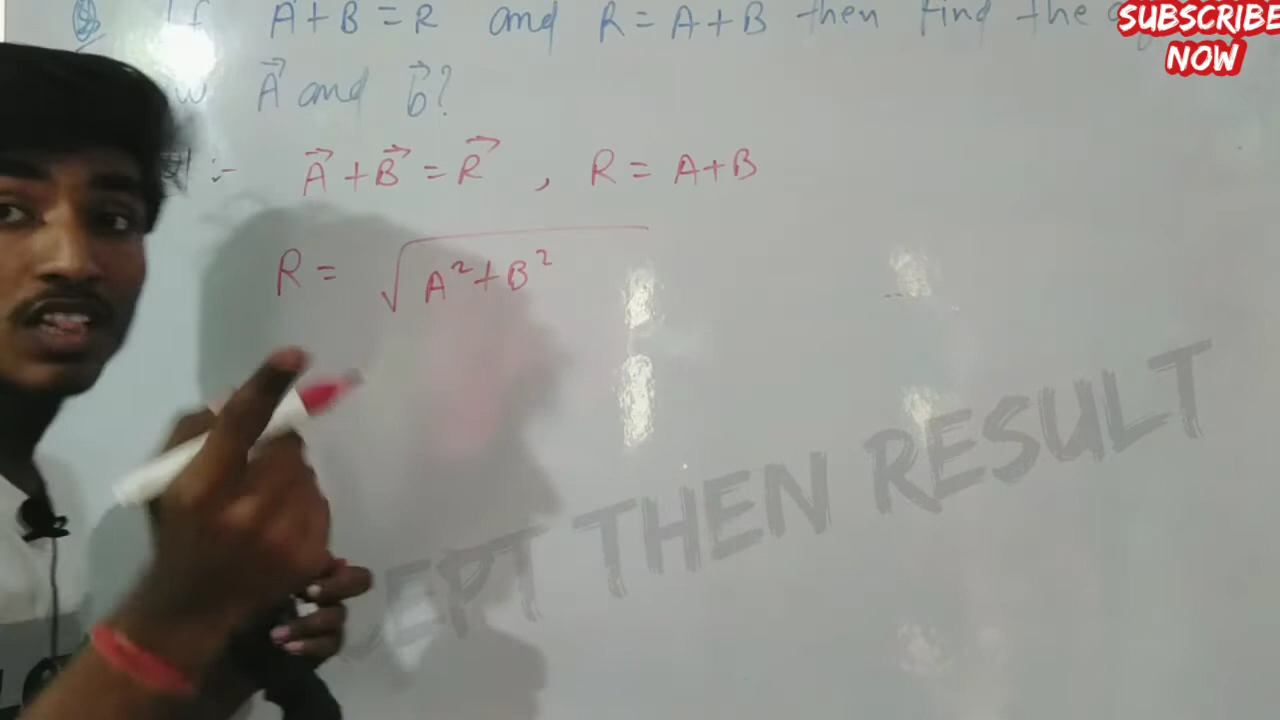 If A + B = R and R = A + B then find the
SUBSCRIBE
NOW
A⃗ and b⃗ ?
:- A⃗ + B⃗ = R⃗ , R = A + B
R = √(A² + B²)
CEPT THEN RESULT